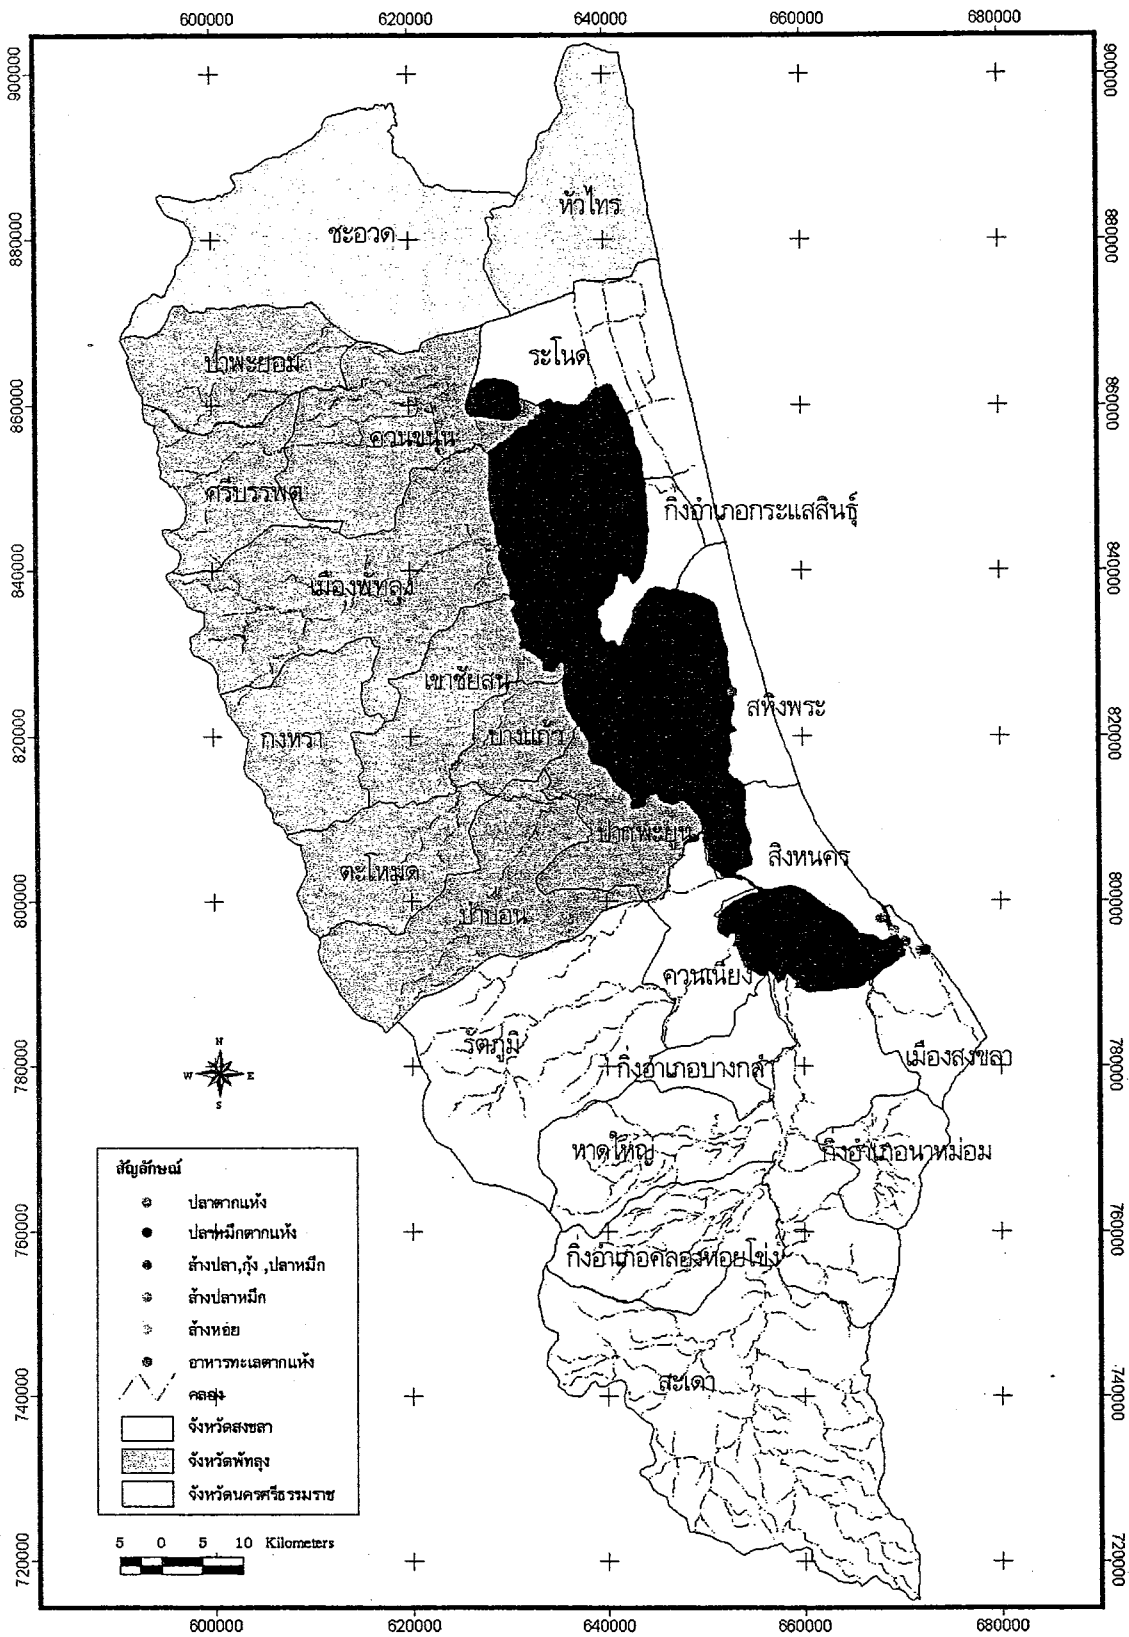 600000 620000 640000 660000 680000
900000 900000
หัวไทร
ชะอวด
880000 880000
ระโนด
ป่าพะยอม
860000 860000
ควนขนุน
ศรีบรรพต
กิ่งอำเภอกระแสสินธุ์
840000 840000
เมืองพัทลุง
เขาชัยสน
สทิงพระ
820000 820000
กงหรา
บางแก้ว
ปากพะยูน
สิงหนคร
ตะโหมด
800000 800000
ป่าบอน
ควนเนียง
รัตภูมิ
เมืองสงขลา
780000 780000
กิ่งอำเภอบางกล่ำ
N
W E
S
หาดใหญ่
กิ่งอำเภอนาหม่อม
760000 760000
กิ่งอำเภอคลองหอยโข่ง
สะเดา
740000 740000
สัญลักษณ์
ปลาตากแห้ง
ปลาหมึกตากแห้ง
ล้างปลา,กุ้ง ,ปลาหมึก
ล้างปลาหมึก
ล้างหอย
อาหารทะเลตากแห้ง
คลอง
จังหวัดสงขลา
จังหวัดพัทลุง
จังหวัดนครศรีธรรมราช
5 0 5 10 Kilometers
720000 720000
600000 620000 640000 660000 680000